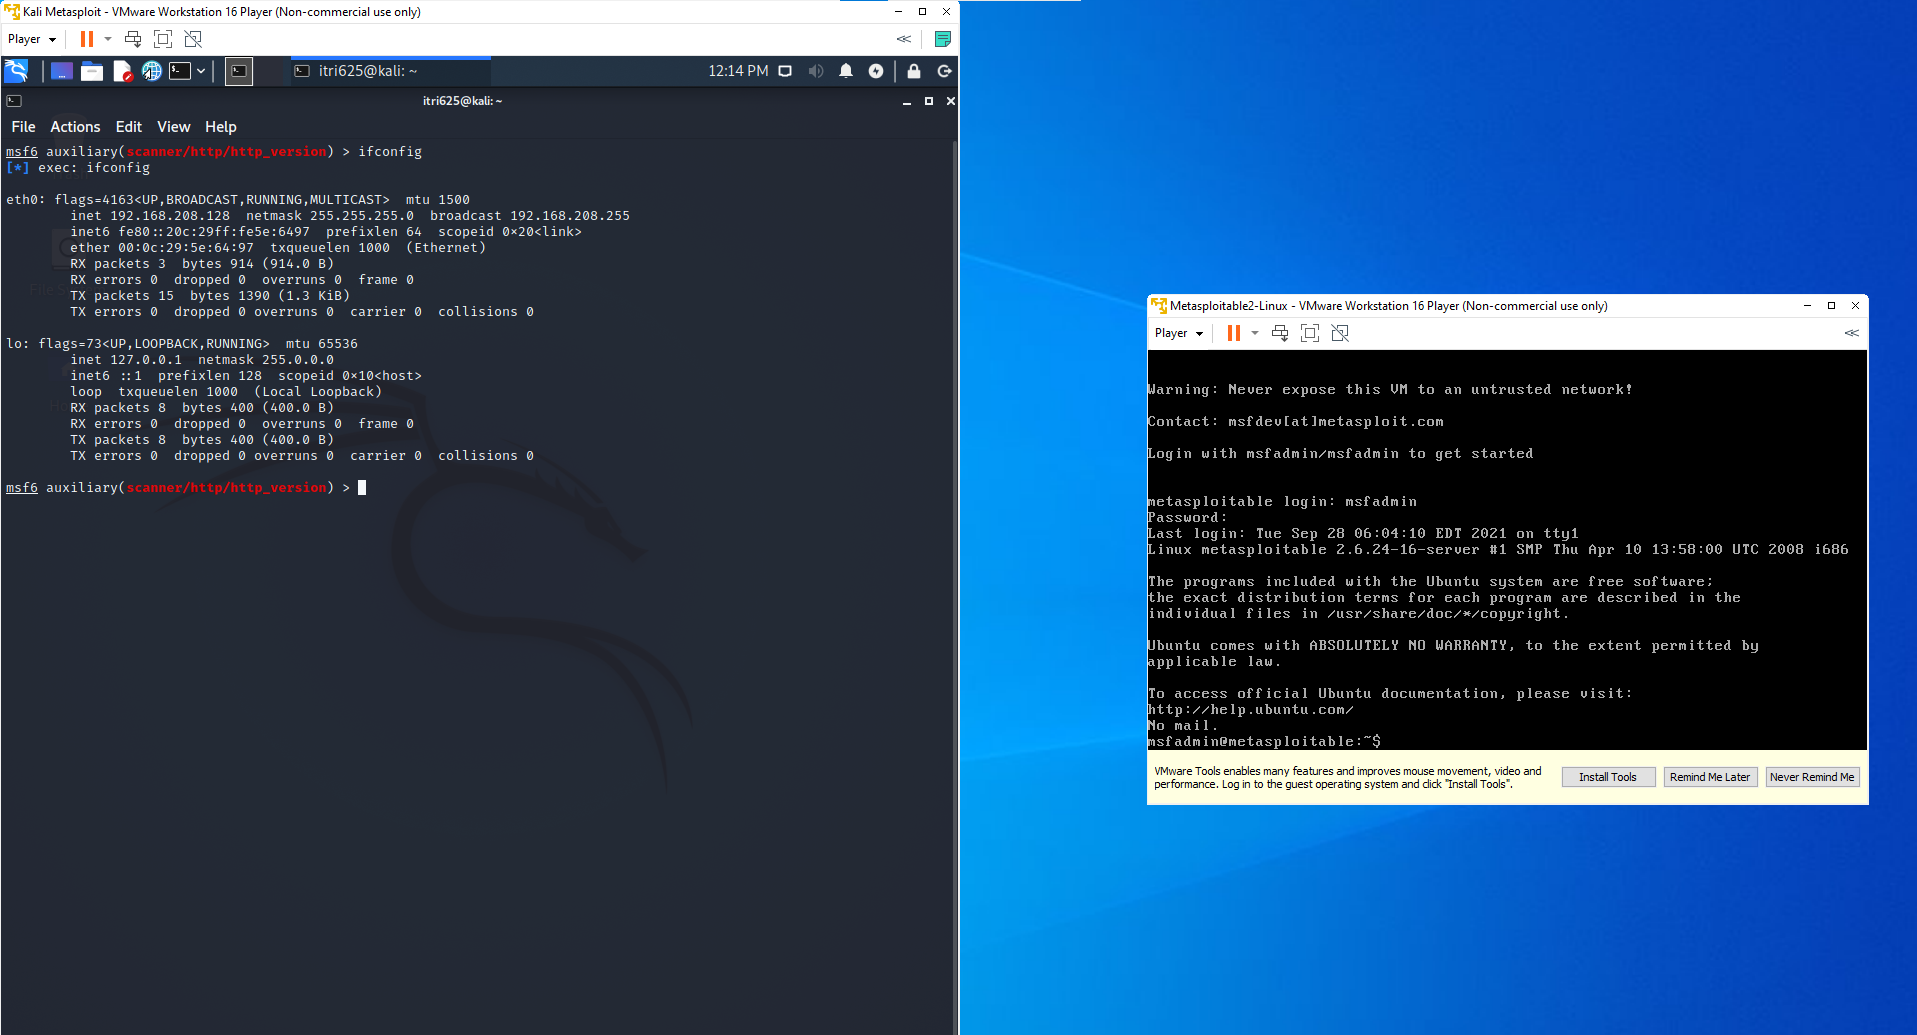 Kali Metasploit - VMware Workstation 16 Player (Non-commercial use only)
Player
itri625@kali: ~
12:14 PM
itri625@kali: ~
File Actions Edit View Help
msf6 auxiliary(scanner/http/http_version) > ifconfig
[*] exec: ifconfig
eth0: flags=4163<UP,BROADCAST,RUNNING,MULTICAST>  mtu 1500
inet 192.168.208.128  netmask 255.255.255.0  broadcast 192.168.208.255
inet6 fe80::20c:29ff:fe5e:6497  prefixlen 64  scopeid 0×20<link>
ether 00:0c:29:5e:64:97  txqueuelen 1000  (Ethernet)
RX packets 3  bytes 914 (914.0 B)
RX errors 0  dropped 0  overruns 0  frame 0
TX packets 15  bytes 1390 (1.3 KiB)
TX errors 0  dropped 0 overruns 0  carrier 0  collisions 0
lo: flags=73<UP,LOOPBACK,RUNNING>  mtu 65536
inet 127.0.0.1  netmask 255.0.0.0
inet6 ::1  prefixlen 128  scopeid 0×10<host>
loop  txqueuelen 1000  (Local Loopback)
RX packets 8  bytes 400 (400.0 B)
RX errors 0  dropped 0  overruns 0  frame 0
TX packets 8  bytes 400 (400.0 B)
TX errors 0  dropped 0 overruns 0  carrier 0  collisions 0
msf6 auxiliary(scanner/http/http_version) >
Metasploitable2-Linux - VMware Workstation 16 Player (Non-commercial use only)
Player
Warning: Never expose this VM to an untrusted network!
Contact: msfdev[at]metasploit.com
Login with msfadmin/msfadmin to get started
metasploitable login: msfadmin
Password:
Last login: Tue Sep 28 06:04:10 EDT 2021 on tty1
Linux metasploitable 2.6.24-16-server #1 SMP Thu Apr 10 13:58:00 UTC 2008 i686
The programs included with the Ubuntu system are free software;
the exact distribution terms for each program are described in the
individual files in /usr/share/doc/*/copyright.
Ubuntu comes with ABSOLUTELY NO WARRANTY, to the extent permitted by
applicable law.
To access official Ubuntu documentation, please visit:
http://help.ubuntu.com/
No mail.
msfadmin@metasploitable:~$
VMware Tools enables many features and improves mouse movement, video and
performance. Log in to the guest operating system and click "Install Tools".
Install Tools
Remind Me Later
Never Remind Me